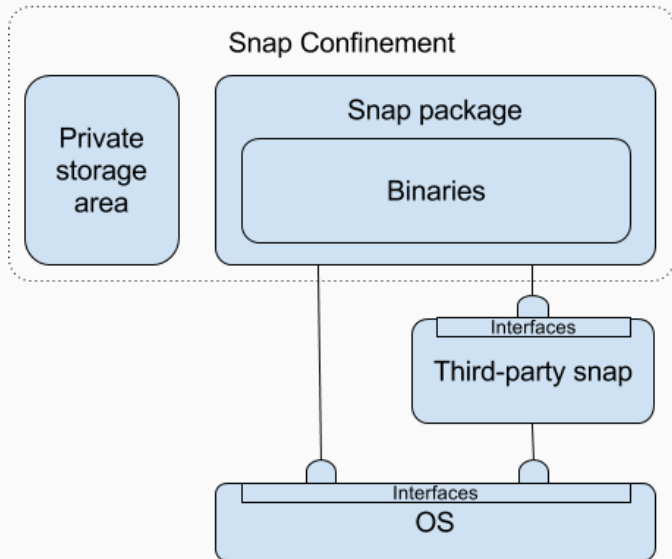 Snap Confinement
Private
storage
area
Snap package
Binaries
Interfaces
Third-party snap
Interfaces
OS